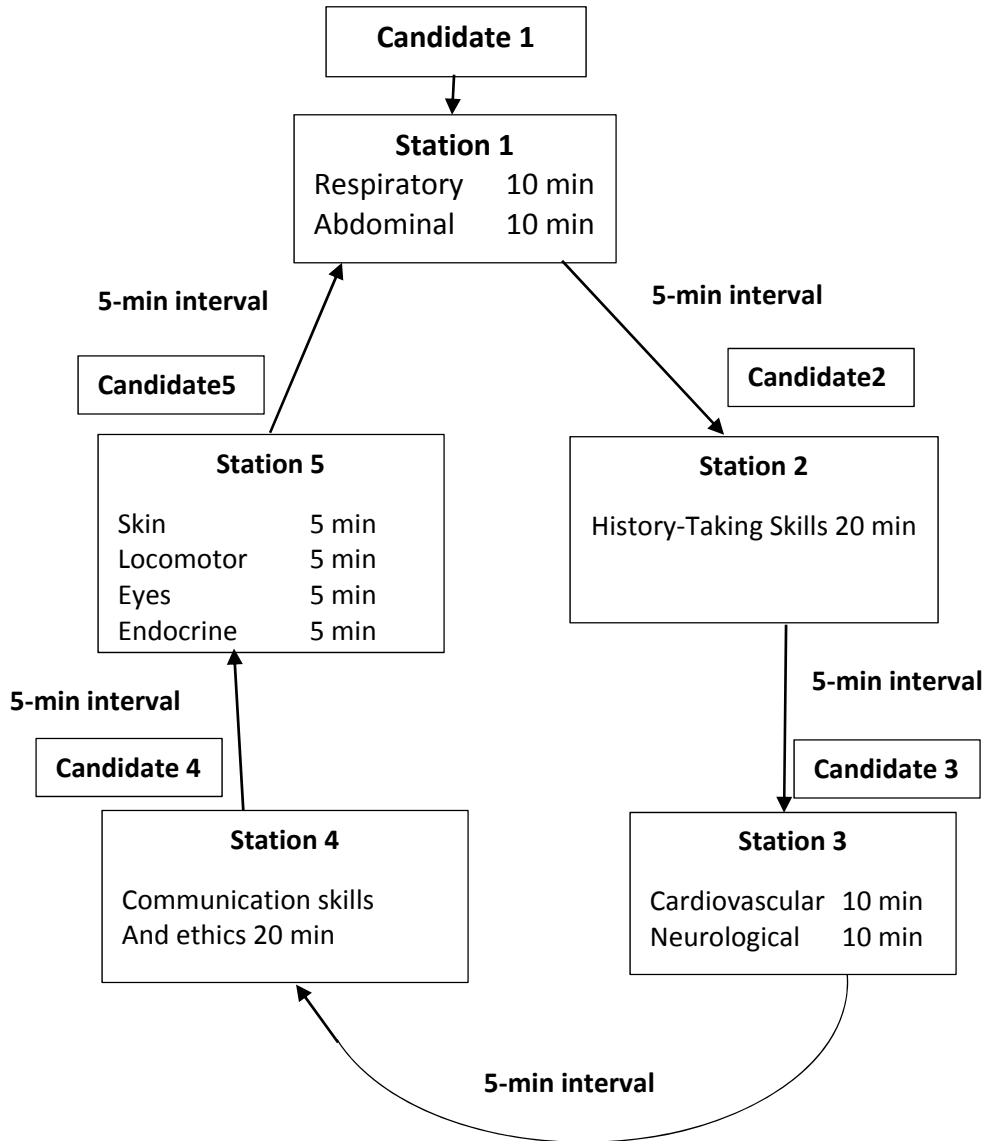 Candidate 1
Station 1
Respiratory 10 min
Abdominal 10 min
5-min interval
5-min interval
Candidate5
Candidate2
Station 5
Skin 5 min
Locomotor 5 min
Eyes 5 min
Endocrine 5 min
Station 2
History-Taking Skills 20 min
5-min interval
5-min interval
Candidate 4
Candidate 3
Station 4
Communication skills
And ethics 20 min
Station 3
Cardiovascular 10 min
Neurological 10 min
5-min interval